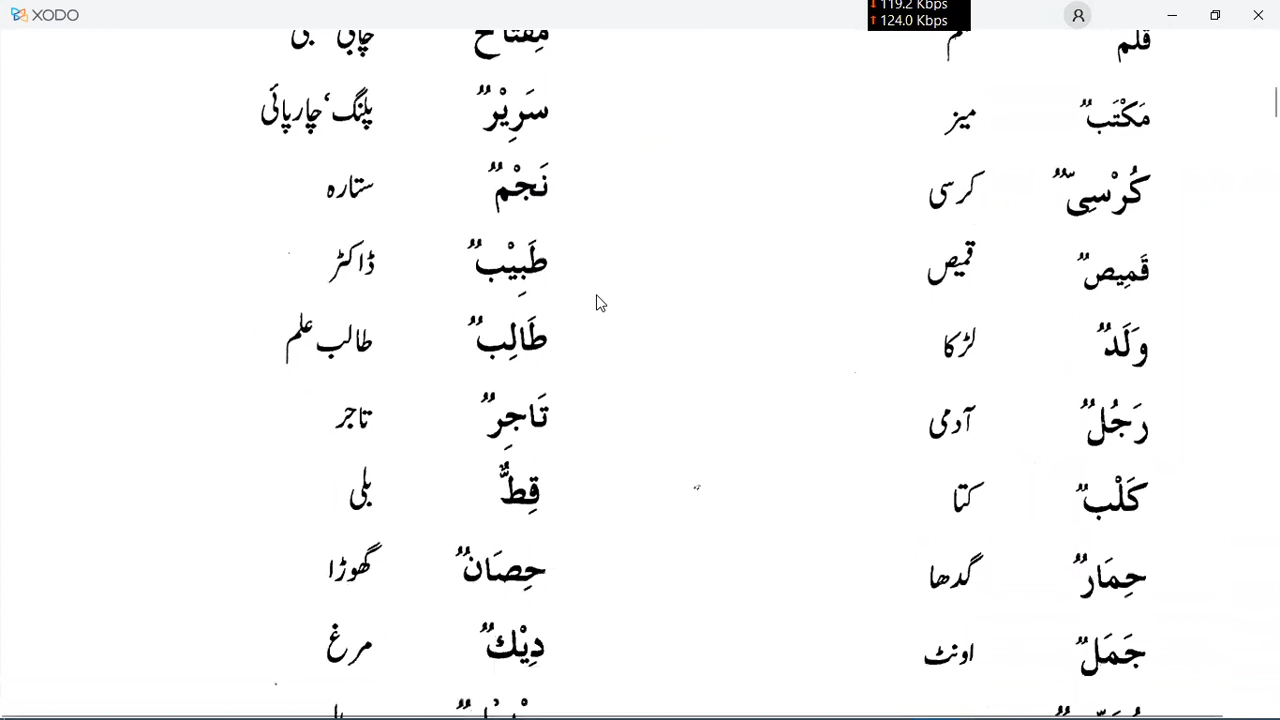 XODO
119.2 Kbps
124.0 Kbps
قَلَم مِفْتَاح چابی
مَكْتَبٌ میز سَرِيْرٌ پلنگ‘ چارپائی
كُرْسِیٌّ کرسی نَجْمٌ ستارہ
قَمِيصٌ قمیص طَبِيْبٌ ڈاکٹر
وَلَدٌ لڑکا طَالِبٌ طالب علم
رَجُلٌ آدمی تَاجِرٌ تاجر
كَلْبٌ کتا قِطٌّ بلی
حِمَارٌ گدھا حِصَانٌ گھوڑا
جَمَلٌ اونٹ دِيْكٌ مرغ